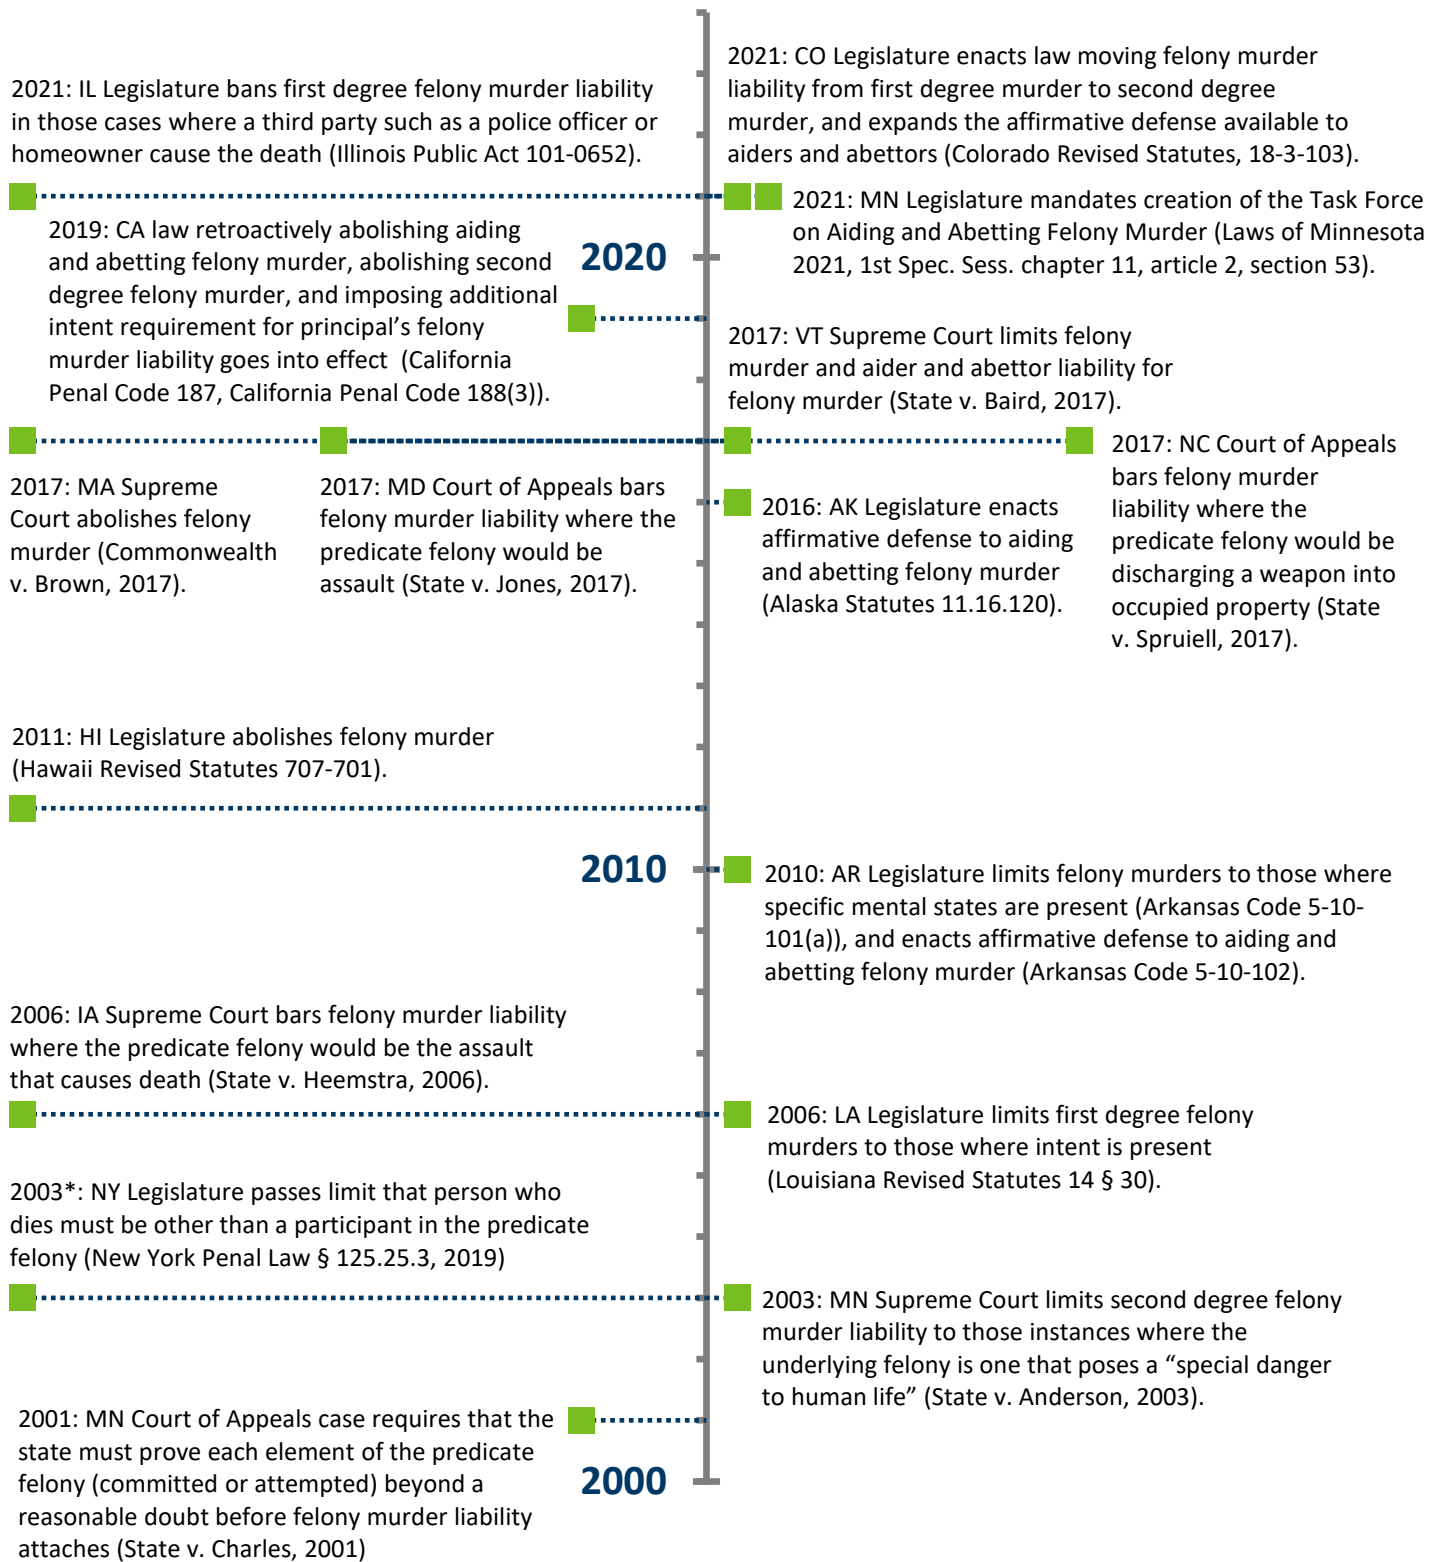 2021: CO Legislature enacts law moving felony murder
liability from first degree murder to second degree
murder, and expands the affirmative defense available to
aiders and abettors (Colorado Revised Statutes, 18-3-103).
2021: IL Legislature bans first degree felony murder liability
in those cases where a third party such as a police officer or
homeowner cause the death (Illinois Public Act 101-0652).
2021: MN Legislature mandates creation of the Task Force
on Aiding and Abetting Felony Murder (Laws of Minnesota
2021, 1st Spec. Sess. chapter 11, article 2, section 53).
2019: CA law retroactively abolishing aiding
and abetting felony murder, abolishing second
degree felony murder, and imposing additional
intent requirement for principal’s felony
murder liability goes into effect  (California
Penal Code 187, California Penal Code 188(3)).
2020
2017: VT Supreme Court limits felony
murder and aider and abettor liability for
felony murder (State v. Baird, 2017).
2017: MA Supreme
Court abolishes felony
murder (Commonwealth
v. Brown, 2017).
2017: MD Court of Appeals bars
felony murder liability where the
predicate felony would be
assault (State v. Jones, 2017).
2016: AK Legislature enacts
affirmative defense to aiding
and abetting felony murder
(Alaska Statutes 11.16.120).
2017: NC Court of Appeals
bars felony murder
liability where the
predicate felony would be
discharging a weapon into
occupied property (State
v. Spruiell, 2017).
2011: HI Legislature abolishes felony murder
(Hawaii Revised Statutes 707-701).
2010
2010: AR Legislature limits felony murders to those where
specific mental states are present (Arkansas Code 5-10-
101(a)), and enacts affirmative defense to aiding and
abetting felony murder (Arkansas Code 5-10-102).
2006: IA Supreme Court bars felony murder liability
where the predicate felony would be the assault
that causes death (State v. Heemstra, 2006).
2006: LA Legislature limits first degree felony
murders to those where intent is present
(Louisiana Revised Statutes 14 § 30).
2003*: NY Legislature passes limit that person who
dies must be other than a participant in the predicate
felony (New York Penal Law § 125.25.3, 2019)
2003: MN Supreme Court limits second degree felony
murder liability to those instances where the
underlying felony is one that poses a “special danger
to human life” (State v. Anderson, 2003).
2001: MN Court of Appeals case requires that the
state must prove each element of the predicate
felony (committed or attempted) beyond a
reasonable doubt before felony murder liability
attaches (State v. Charles, 2001)
2000